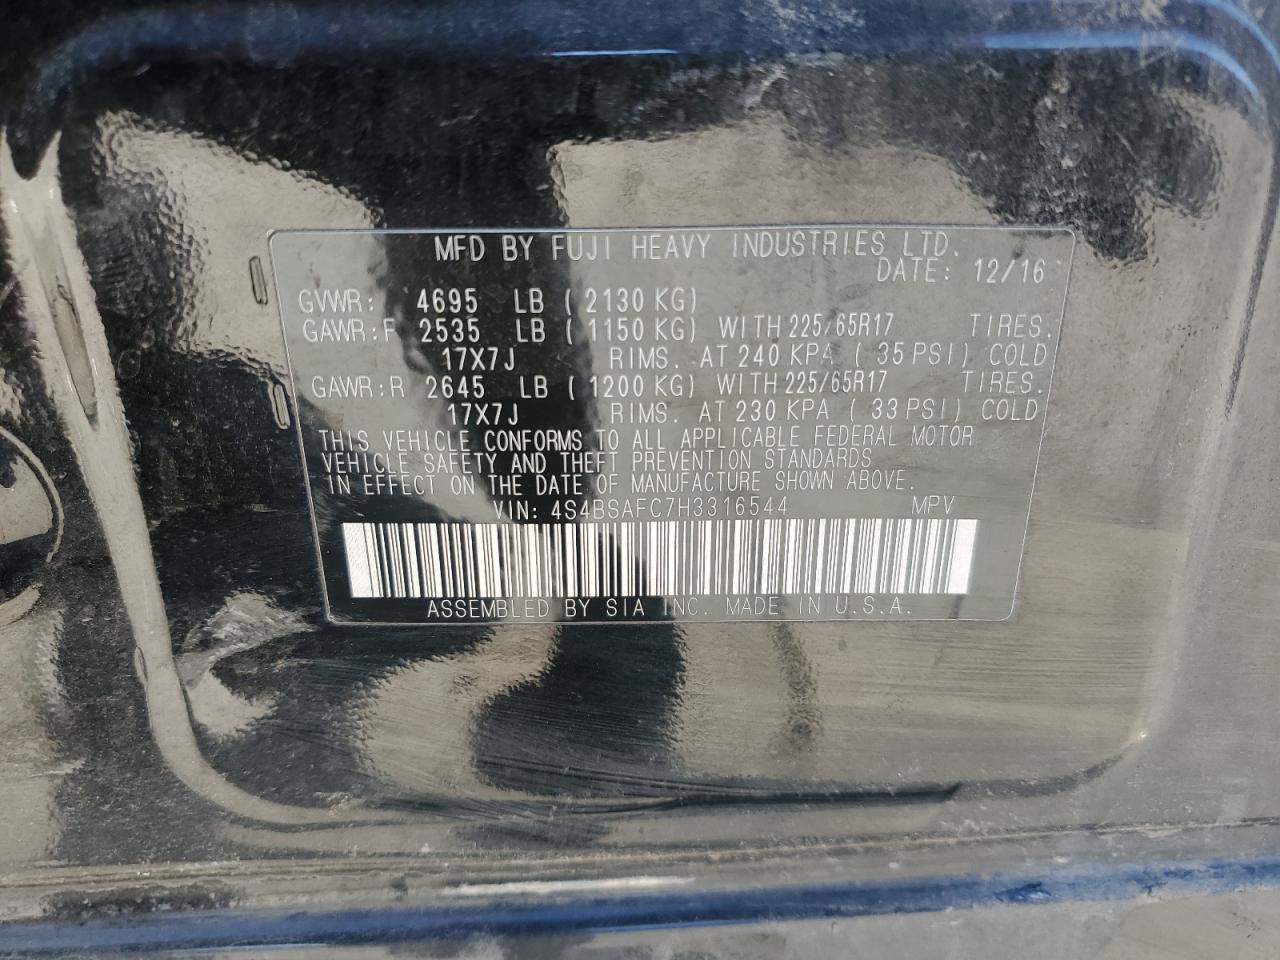 MFD BY FUJI HEAVY INDUSTRIES LTD.
DATE: 12/16
GVWR: 4695 LB ( 2130 KG)
GAWR:F 2535 LB ( 1150 KG) WITH 225/65R17 TIRES.
17X7J RIMS. AT 240 KPA ( 35 PSI) COLD
GAWR:R 2645 LB ( 1200 KG) WITH 225/65R17 TIRES.
17X7J RIMS. AT 230 KPA ( 33 PSI) COLD
THIS VEHICLE CONFORMS TO ALL APPLICABLE FEDERAL MOTOR
VEHICLE SAFETY AND THEFT PREVENTION STANDARDS
IN EFFECT ON THE DATE OF MANUFACTURE SHOWN ABOVE.
VIN: 4S4BSAFC7H3316544 MPV
ASSEMBLED BY SIA INC. MADE IN U.S.A.